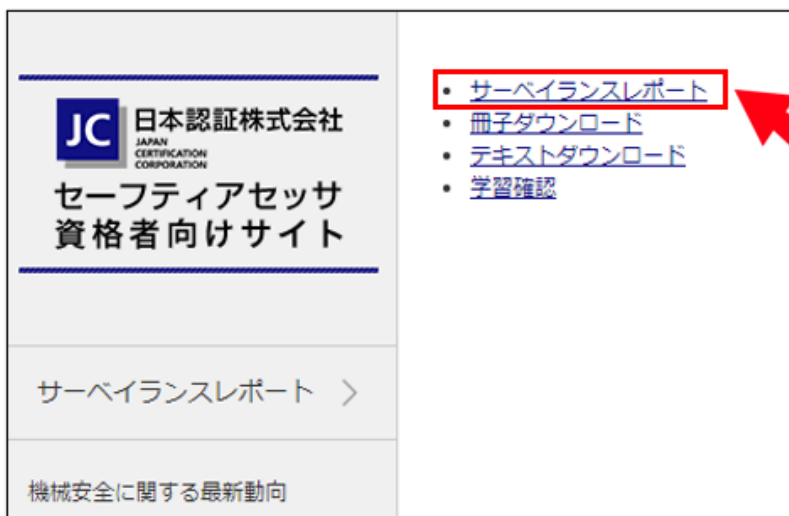 JC
日本認証株式会社
JAPAN
CERTIFICATION
CORPORATION
セーフティアセッサ
資格者向けサイト
サーベイランスレポート
機械安全に関する最新動向
サーベイランスレポート
冊子ダウンロード
テキストダウンロード
学習確認